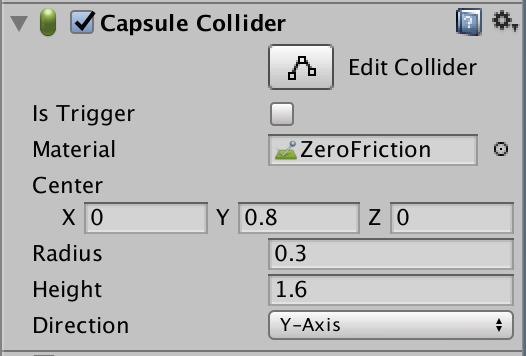 Capsule Collider
Edit Collider
Is Trigger
Material ZeroFriction
Center
X 0 Y 0.8 Z 0
Radius 0.3
Height 1.6
Direction Y-Axis